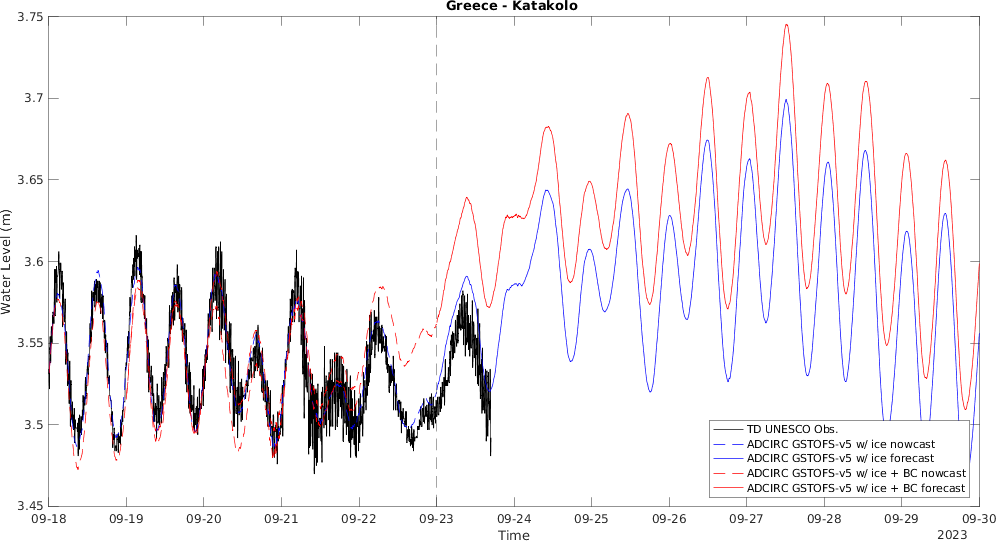 Greece - Katakolo
3.75
3.7
3.65
3.6
3.55
3.5
3.45
Water Level (m)
09-18
09-19
09-20
09-21
09-22
09-23
09-24
09-25
09-26
09-27
09-28
09-29
09-30
Time
2023
TD UNESCO Obs.
ADCIRC GSTOFS-v5 w/ ice nowcast
ADCIRC GSTOFS-v5 w/ ice forecast
ADCIRC GSTOFS-v5 w/ ice + BC nowcast
ADCIRC GSTOFS-v5 w/ ice + BC forecast